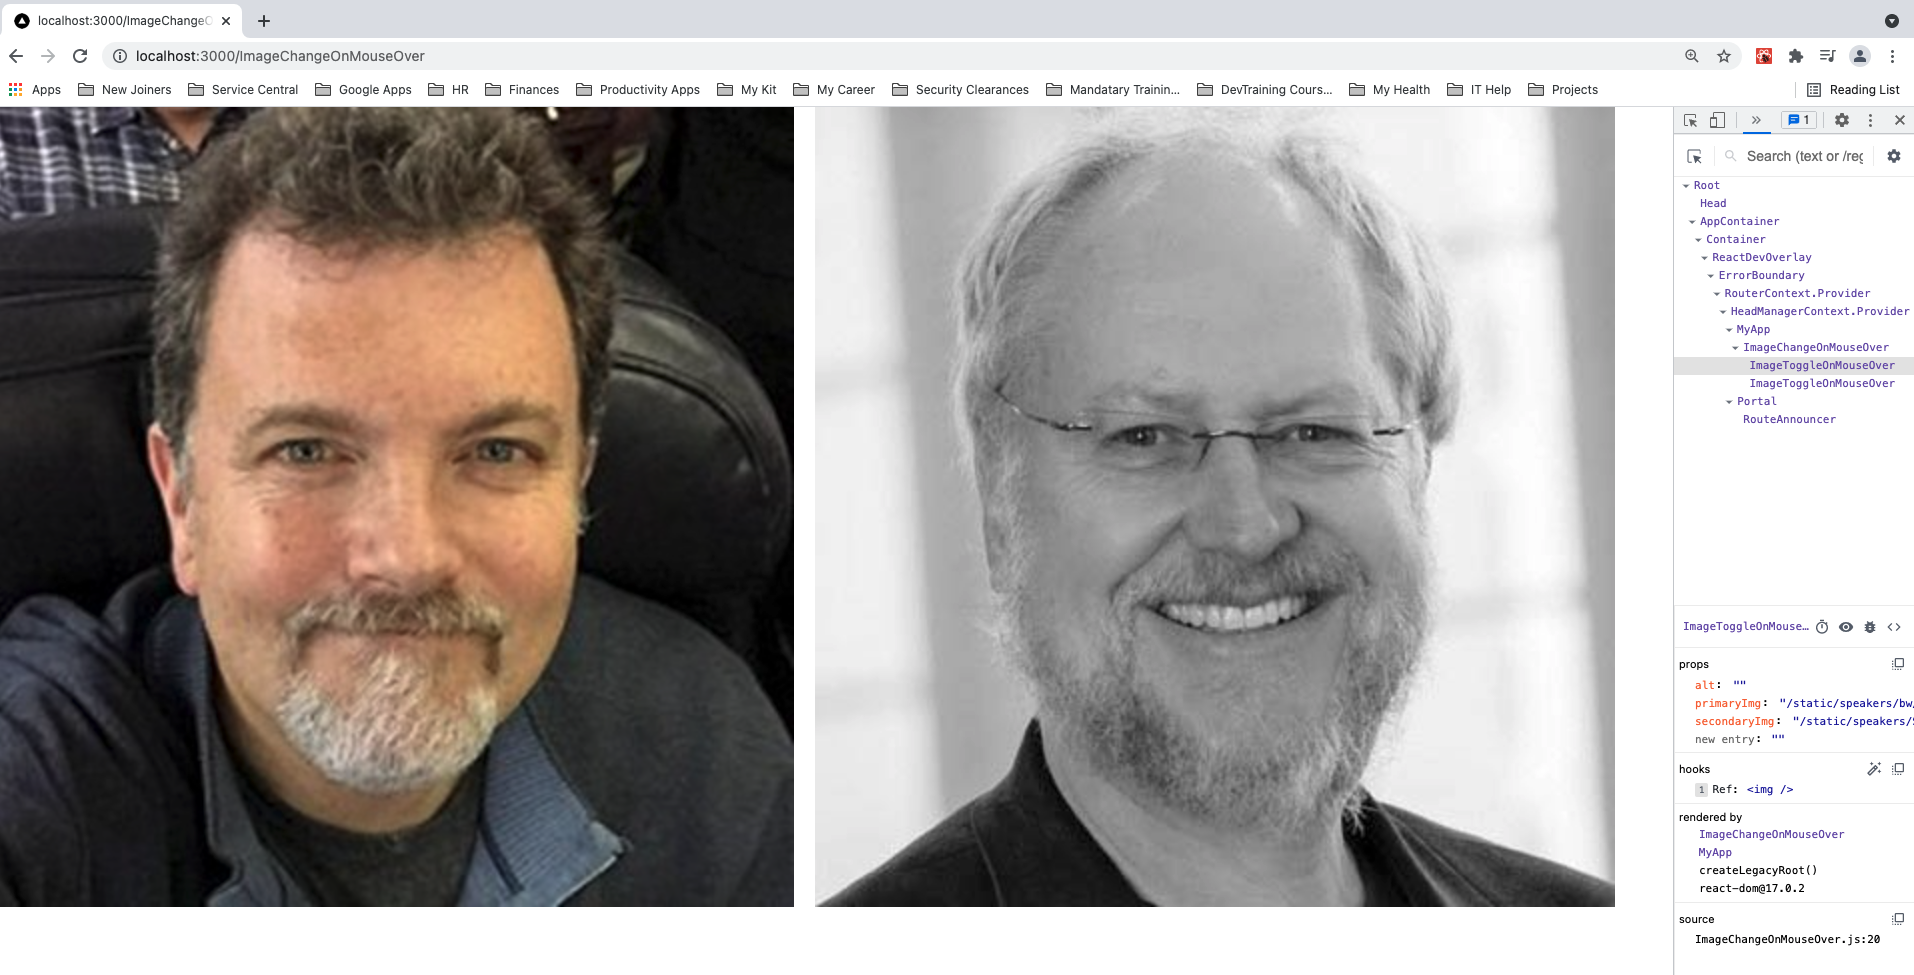 localhost:3000/ImageChangeO
localhost:3000/ImageChangeOnMouseOver
Apps New Joiners Service Central Google Apps HR Finances Productivity Apps My Kit My Career Security Clearances Mandatary Trainin... DevTraining Cours... My Health IT Help Projects Reading List
1
Search (text or /reg
Root
Head
AppContainer
Container
ReactDevOverlay
ErrorBoundary
RouterContext.Provider
HeadManagerContext.Provider
MyApp
ImageChangeOnMouseOver
ImageToggleOnMouseOver
ImageToggleOnMouseOver
Portal
RouteAnnouncer
ImageToggleOnMouse…
props
alt: ""
primaryImg: "/static/speakers/bw/
secondaryImg: "/static/speakers/S
new entry: ""
hooks
1 Ref: <img />
rendered by
ImageChangeOnMouseOver
MyApp
createLegacyRoot()
react-dom@17.0.2
source
ImageChangeOnMouseOver.js:20